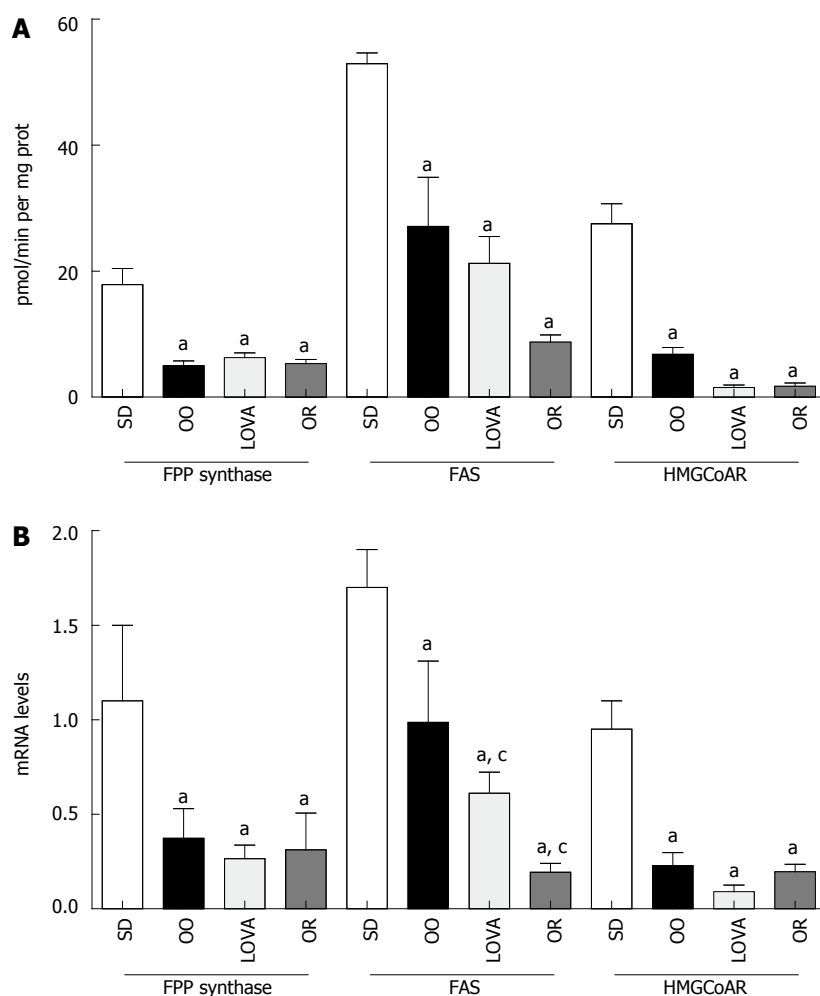 A
60
40
20
0
pmol/min per mg prot
a a a
a a a
a a a
SD OO LOVA OR SD OO LOVA OR SD OO LOVA OR
FPP synthase FAS HMGCoAR
B
2.0
1.5
1.0
0.5
0.0
mRNA levels
a a a
a a, c a, c
a a a
SD OO LOVA OR SD OO LOVA OR SD OO LOVA OR
FPP synthase FAS HMGCoAR